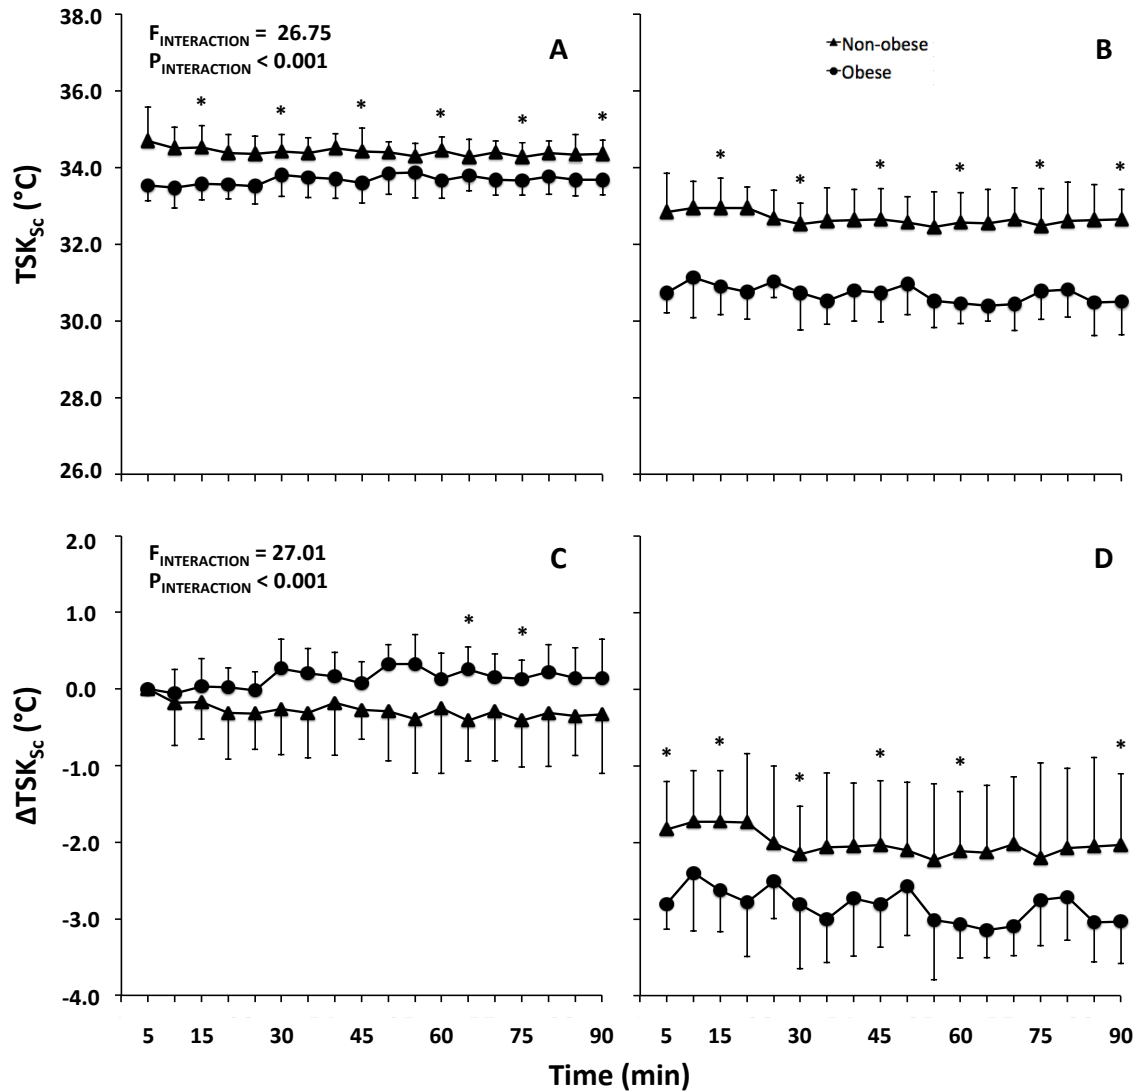 38.0
36.0
34.0
32.0
30.0
28.0
26.0
TSK_Sc (°C)
F_INTERACTION = 26.75
P_INTERACTION < 0.001
A
* * * * * *
Non-obese
Obese
B
* * * * * *
2.0
1.0
0.0
-1.0
-2.0
-3.0
-4.0
ΔTSK_Sc (°C)
F_INTERACTION = 27.01
P_INTERACTION < 0.001
C
* *
D
* * * * * *
5 15 30 45 60 75 90
5 15 30 45 60 75 90
Time (min)